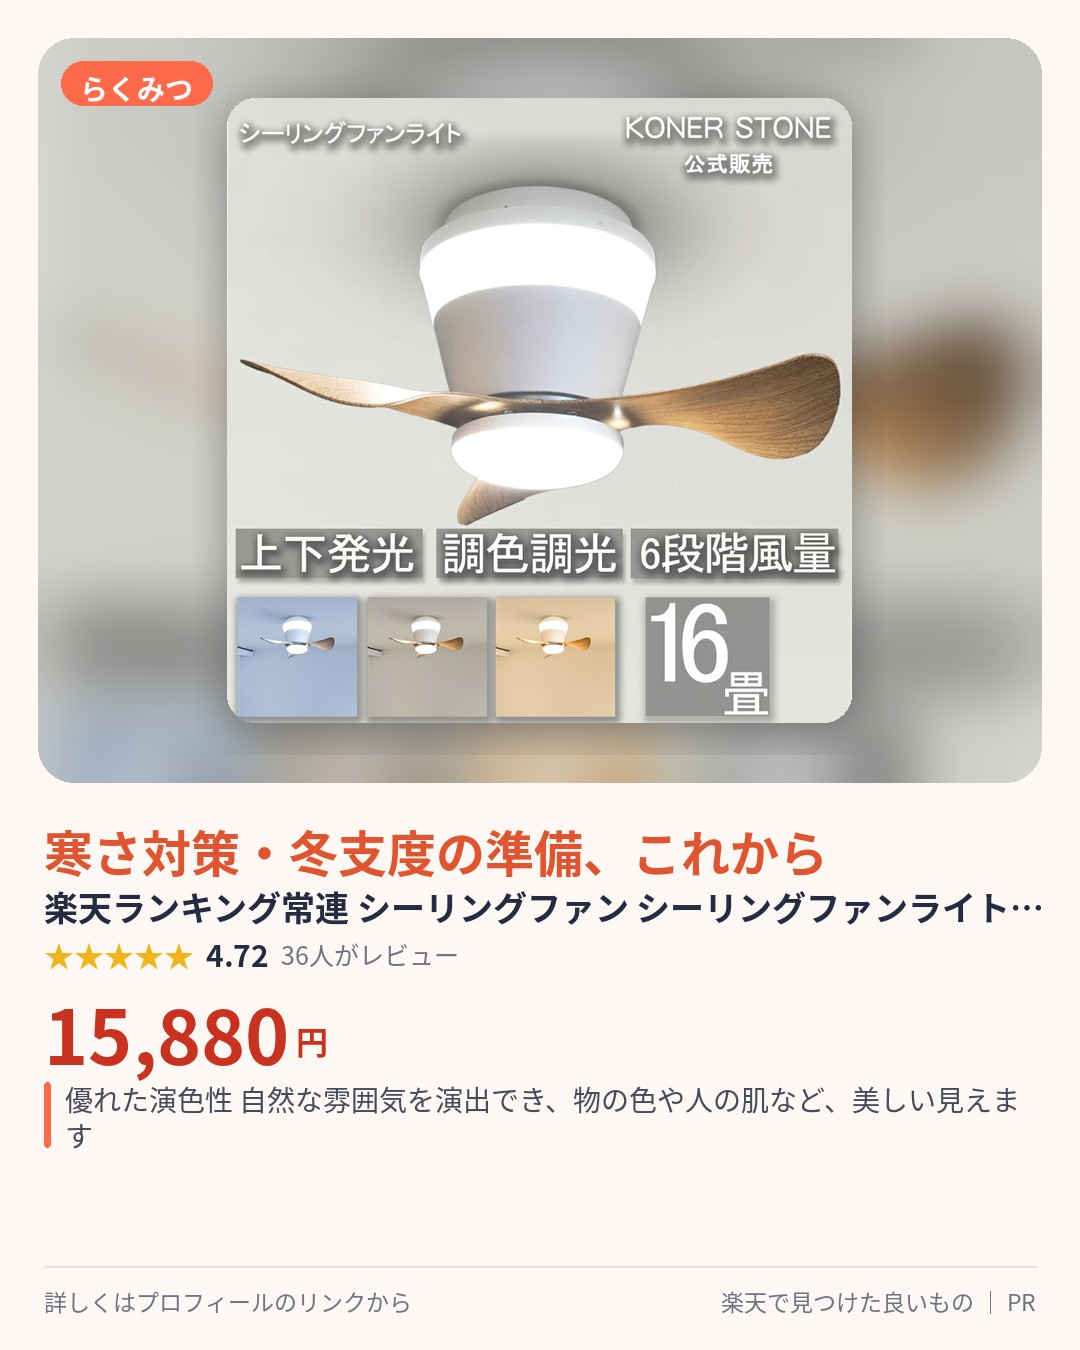 らくみつ
シーリングファンライト
KONER STONE
公式販売
上下発光 調色調光 6段階風量
16畳
寒さ対策・冬支度の準備、これから
楽天ランキング常連 シーリングファン シーリングファンライト…
★★★★★ 4.72 36人がレビュー
15,880円
優れた演色性 自然な雰囲気を演出でき、物の色や人の肌など、美しい見えま
す
詳しくはプロフィールのリンクから
楽天で見つけた良いもの | PR